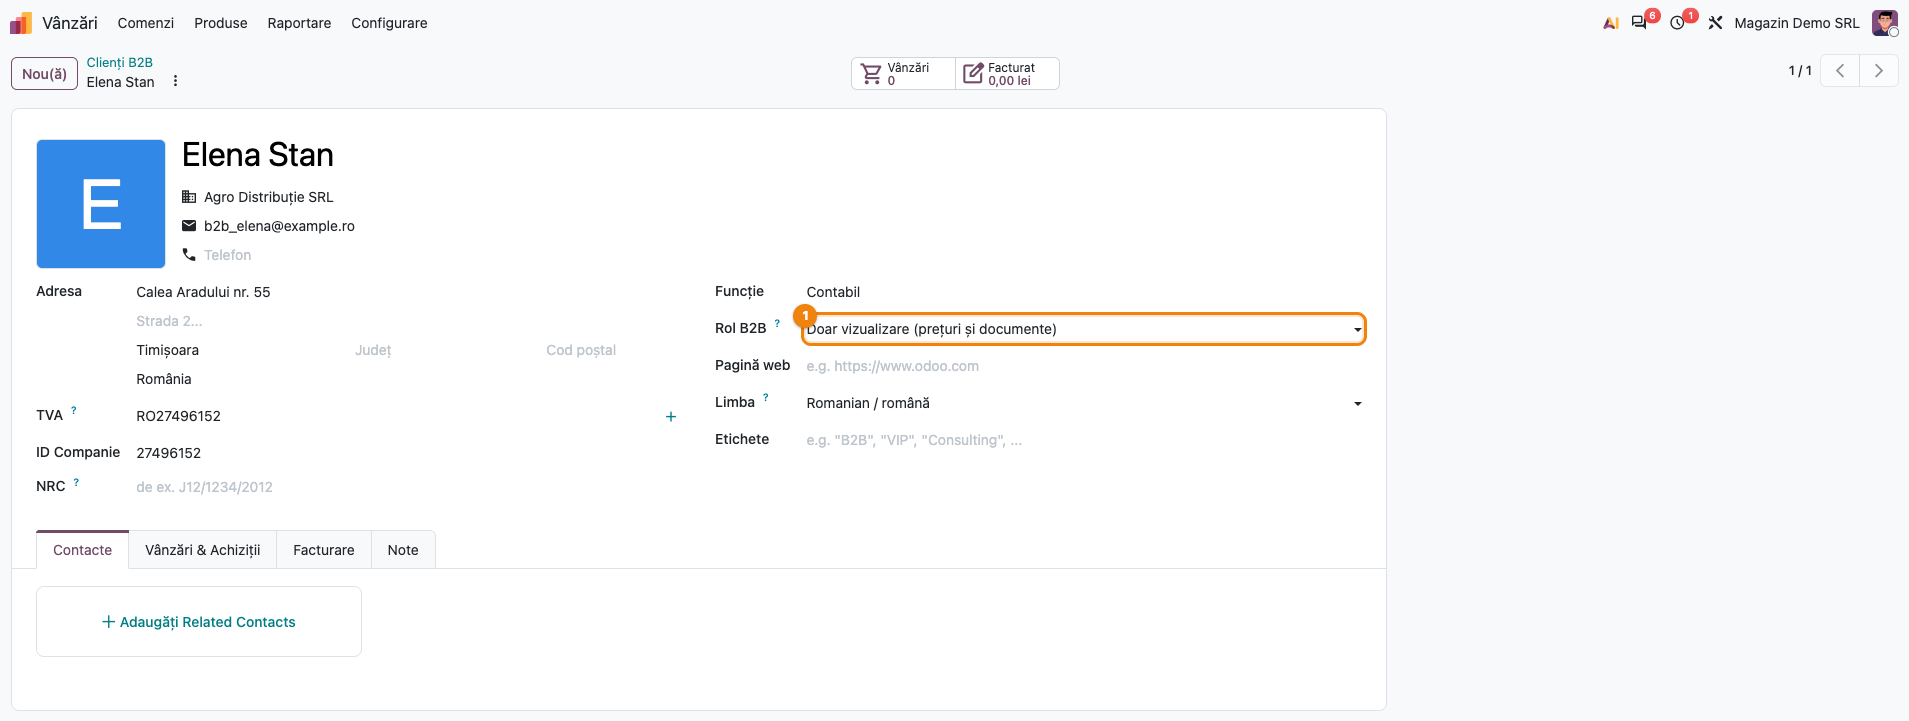 Vânzări Comenzi Produse Raportare Configurare AI 6 1 Magazin Demo SRL
Nou(ă) Clienți B2B
Elena Stan
Vânzări 0
Facturat 0,00 lei
1 / 1
E
Elena Stan
Agro Distribuție SRL
b2b_elena@example.ro
Telefon
Adresa Calea Aradului nr. 55
Strada 2...
Timișoara Județ Cod poștal
România
TVA ? RO27496152 +
ID Companie 27496152
NRC ? de ex. J12/1234/2012
Funcție Contabil
1
Rol B2B ? Doar vizualizare (prețuri și documente)
Pagină web e.g. https://www.odoo.com
Limba ? Romanian / română
Etichete e.g. "B2B", "VIP", "Consulting", ...
Contacte Vânzări & Achiziții Facturare Note
+ Adaugăți Related Contacts